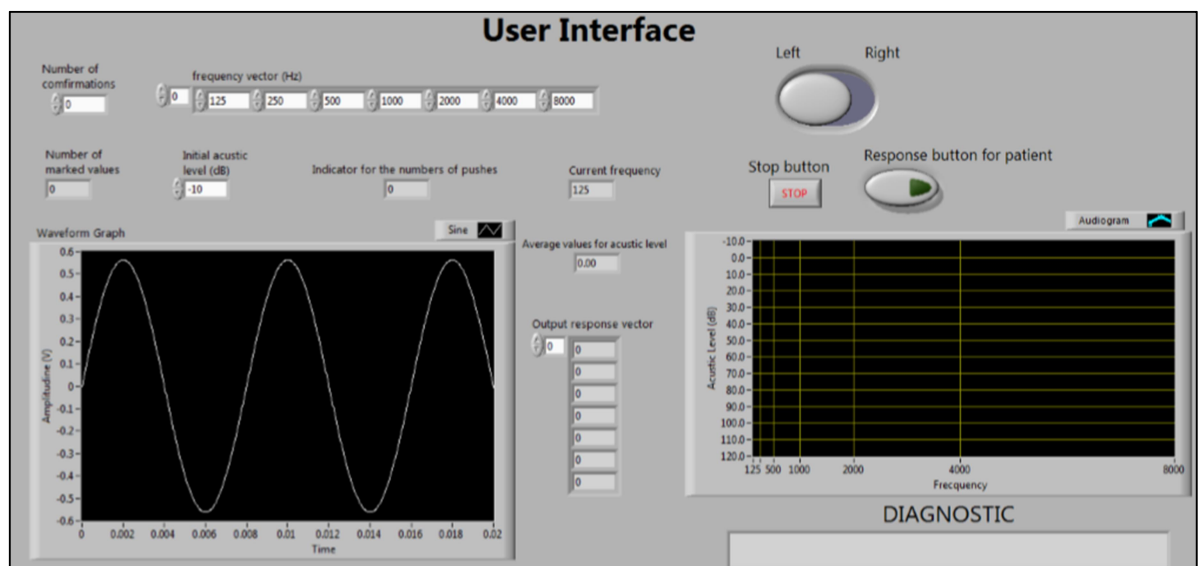 User Interface
Left Right
Number of
comfirmations
0
frequency vector (Hz)
0 125 250 500 1000 2000 4000 8000
Number of
marked values
0
Initial acustic
level (dB)
-10
Indicator for the numbers of pushes
0
Current frequency
125
Stop button
STOP
Response button for patient
Waveform Graph
Sine
0.6
0.5
0.4
0.3
0.2
0.1
0
-0.1
-0.2
-0.3
-0.4
-0.5
-0.6
Amplitudine (V)
0 0.002 0.004 0.006 0.008 0.01 0.012 0.014 0.016 0.018 0.02
Time
Average values for acustic level
0.00
Output response vector
0
0
0
0
0
0
0
0
Audiogram
-10.0
0.0
10.0
20.0
30.0
40.0
50.0
60.0
70.0
80.0
90.0
100.0
110.0
120.0
Acustic Level (dB)
125 500 1000 2000 4000 8000
Frecquency
DIAGNOSTIC